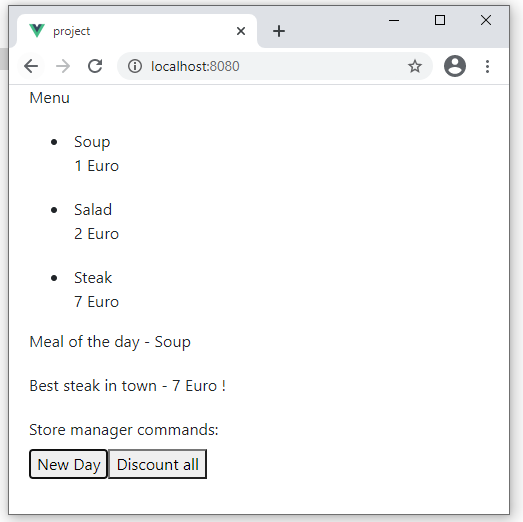 project
localhost:8080
Menu
Soup
1 Euro
Salad
2 Euro
Steak
7 Euro
Meal of the day - Soup
Best steak in town - 7 Euro !
Store manager commands:
New Day Discount all